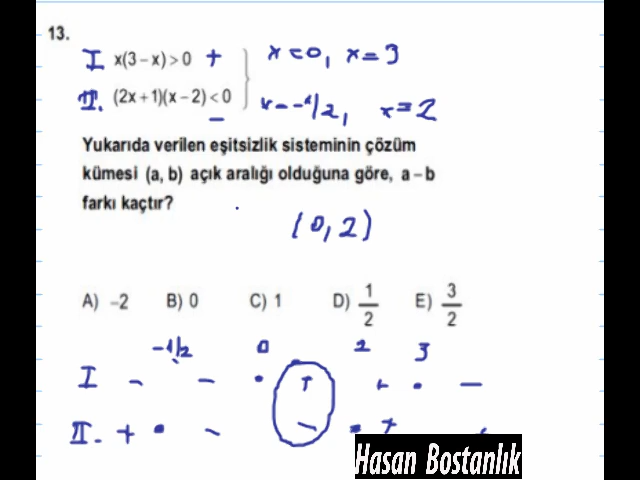 13.
I x(3-x)>0 + x=0, x=3
II. (2x+1)(x-2)<0 x=-1/2, x=2
-
Yukarıda verilen eşitsizlik sisteminin çözüm
kümesi (a, b) açık aralığı olduğuna göre, a-b
farkı kaçtır?
(0,2)
A) -2 B) 0 C) 1 D) 1/2 E) 3/2
-1/2 0 2 3
I - - • + + • -
II. + • - - • +
Hasan Bostanlık